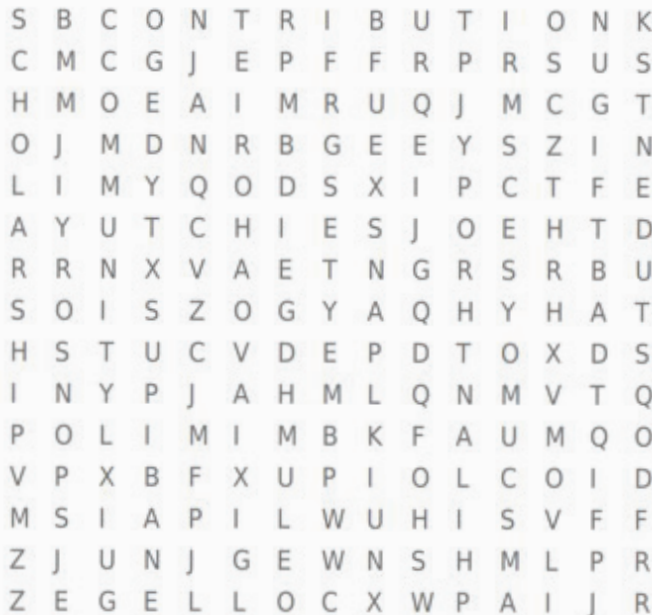 S B C O N T R I B U T I O N K
C M C G J E P F F R P R S U S
H M O E A I M R U Q J M C G T
O J M D N R B G E E Y S Z I N
L I M Y Q O D S X I P C T F E
A Y U T C H I E S J O E H T D
R R N X V A E T N G R S R B U
S O I S Z O G Y A Q H Y H A T
H S T U C V D E P D T O X D S
I N Y P J A H M L Q N M V T Q
P O L I M I M B K F A U M Q O
V P X B F X U P I O L C O I D
M S I A P I L W U H I S V F F
Z J U N J G E W N S H M L P R
Z E G E L L O C X W P A I J R